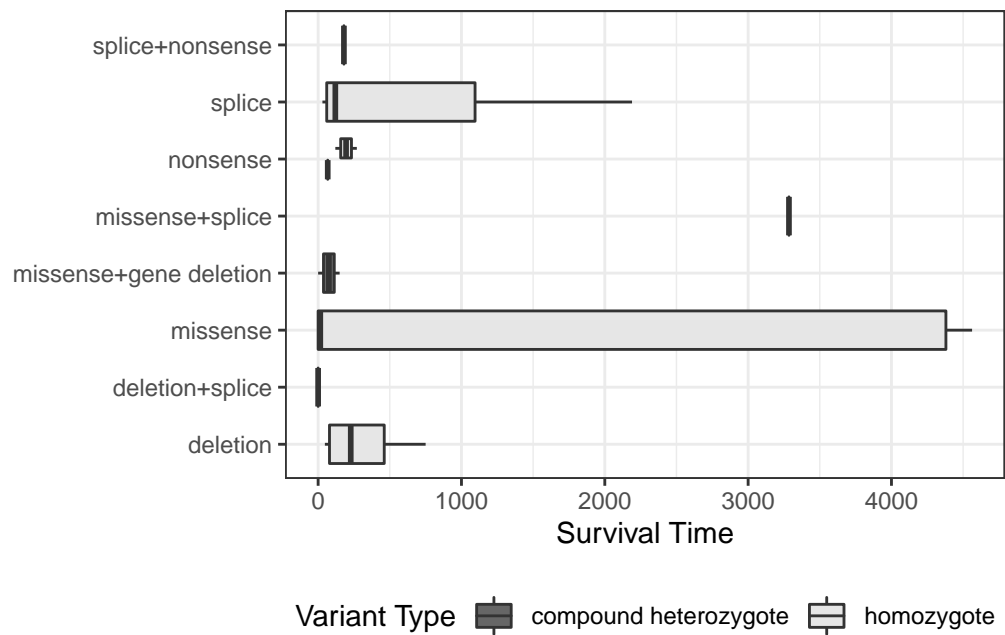 splice+nonsense
splice
nonsense
missense+splice
missense+gene deletion
missense
deletion+splice
deletion
0 1000 2000 3000 4000
Survival Time
Variant Type compound heterozygote homozygote